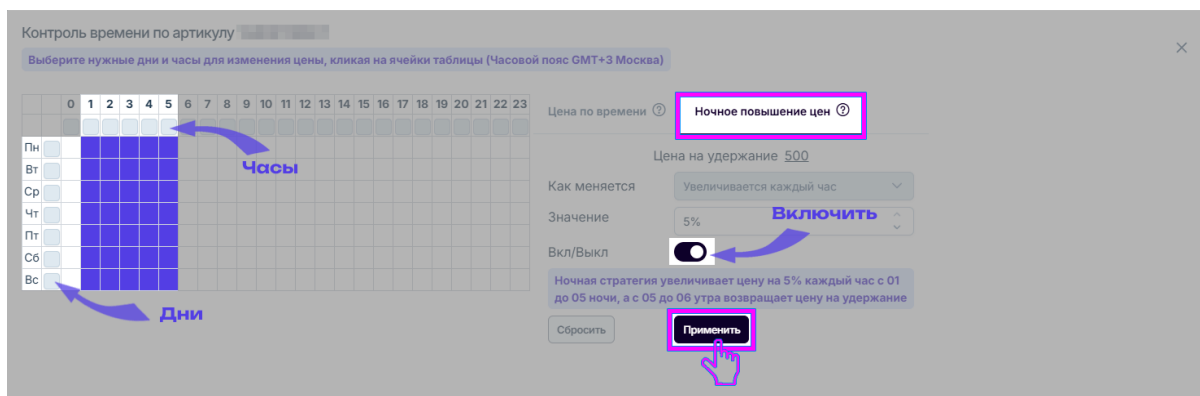 Контроль времени по артикулу
Выберите нужные дни и часы для изменения цены, кликая на ячейки таблицы (Часовой пояс GMT+3 Москва)
0 1 2 3 4 5 6 7 8 9 10 11 12 13 14 15 16 17 18 19 20 21 22 23
Цена по времени
Ночное повышение цен
Часы
Пн
Вт
Ср
Чт
Пт
Сб
Вс
Дни
Цена на удержание 500
Как меняется
Увеличивается каждый час
Значение
5%
Включить
Вкл/Выкл
Ночная стратегия увеличивает цену на 5% каждый час с 01
до 05 ночи, а с 05 до 06 утра возвращает цену на удержание
Сбросить
Применить